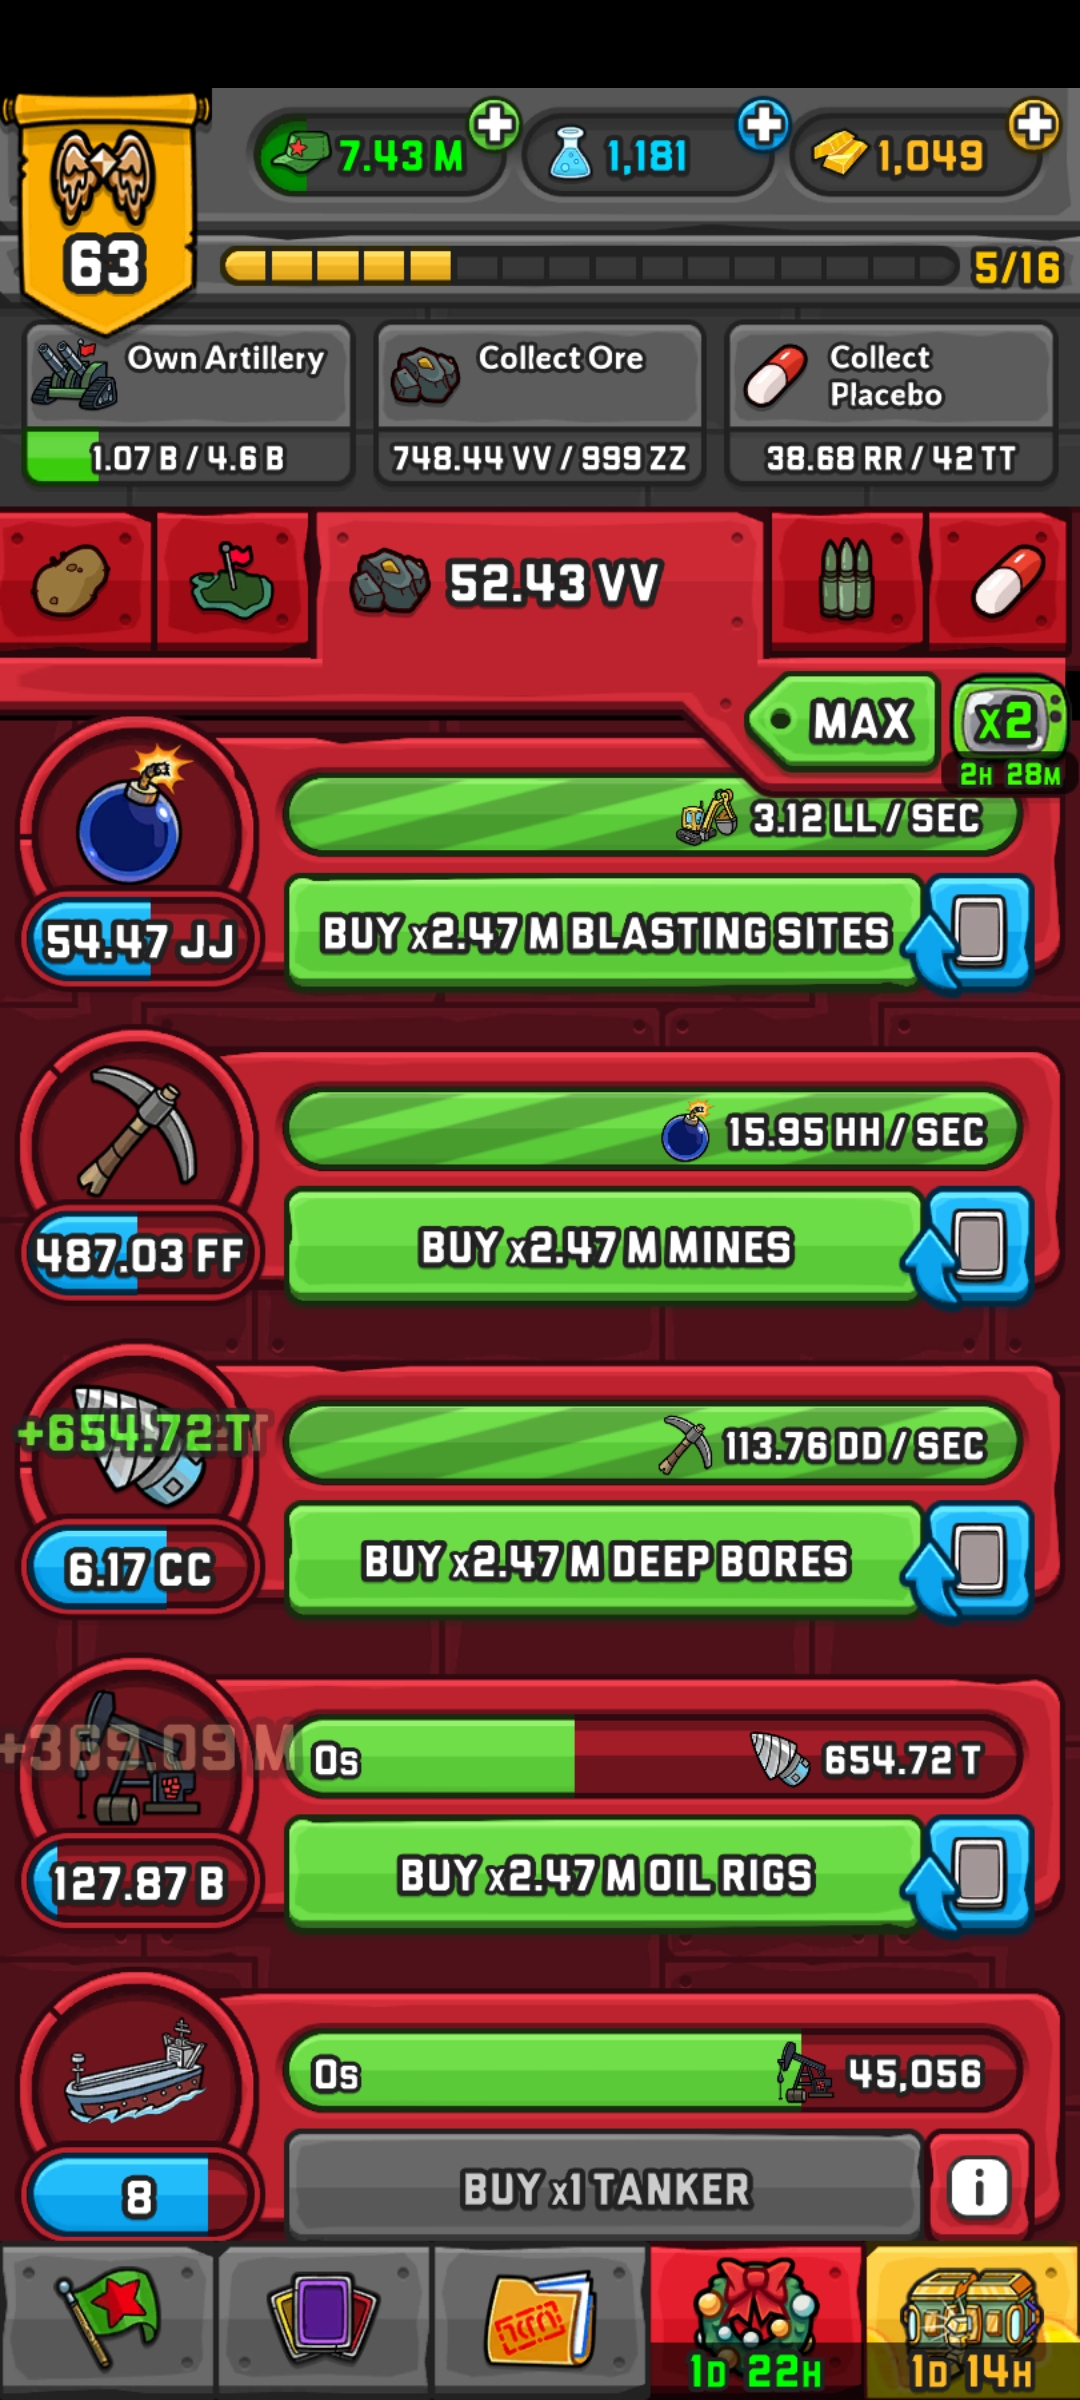 7.43 M
1,181
1,049
63
5/16
Own Artillery
1.07 B / 4.6 B
Collect Ore
748.44 VV / 999 ZZ
Collect
Placebo
38.68 RR / 42 TT
52.43 VV
MAX
x2
2H 28M
3.12 LL / SEC
54.47 JJ
BUY x2.47 M BLASTING SITES
15.95 HH / SEC
487.03 FF
BUY x2.47 M MINES
+654.72 T
113.76 DD / SEC
6.17 CC
BUY x2.47 M DEEP BORES
+369.09 M
0s
654.72 T
127.87 B
BUY x2.47 M OIL RIGS
0s
45,056
8
BUY x1 TANKER
i
1D 22H
1D 14H